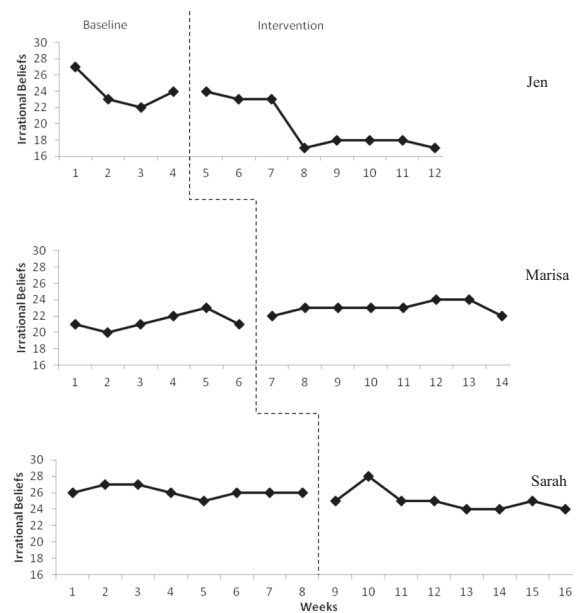 Baseline Intervention
Jen
Irrational Beliefs
30
28
26
24
22
20
18
16
1 2 3 4 5 6 7 8 9 10 11 12
Marisa
Irrational Beliefs
30
28
26
24
22
20
18
16
1 2 3 4 5 6 7 8 9 10 11 12 13 14
Sarah
Irrational Beliefs
30
28
26
24
22
20
18
16
1 2 3 4 5 6 7 8 9 10 11 12 13 14 15 16
Weeks